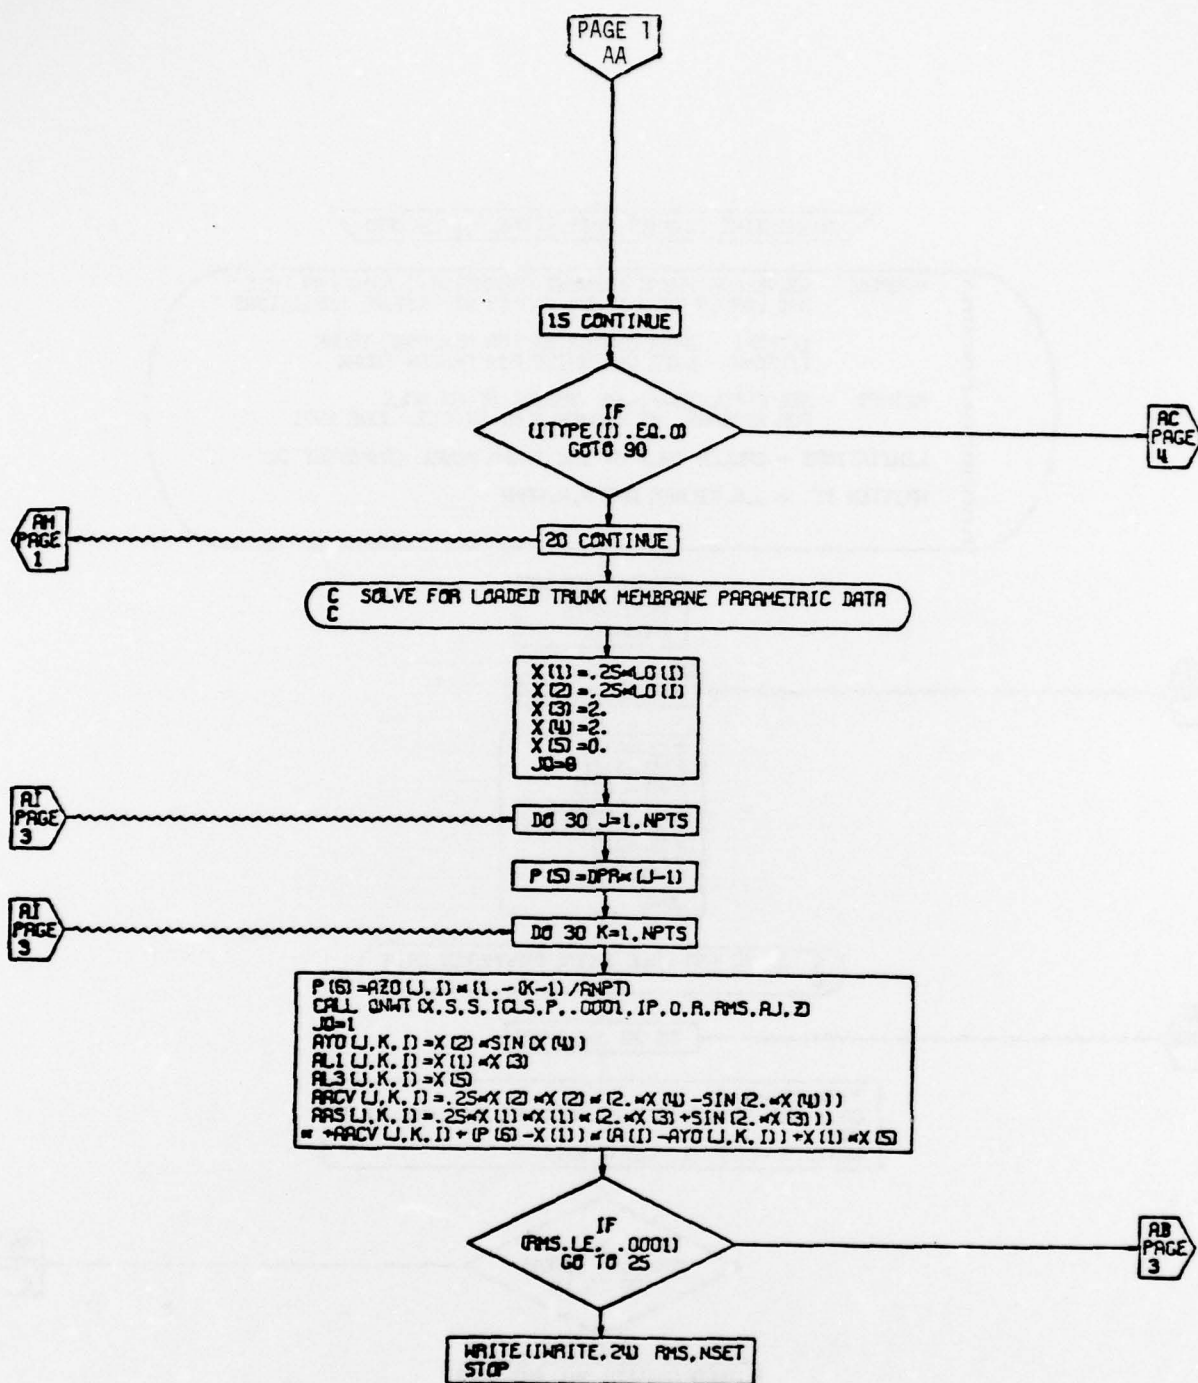 PAGE 1
AA
15 CONTINUE
IF
(ITYPE(I).EQ.0)
GOTO 90
AC
PAGE
4
AM
PAGE
1
20 CONTINUE
C SOLVE FOR LOADED TRUNK MEMBRANE PARAMETRIC DATA
C
X(1)=.25*LO(I)
X(2)=.25*LO(I)
X(3)=2.
X(4)=2.
X(5)=0.
JO=0
AI
PAGE
3
DO 30 J=1,NPTS
P(5)=DPR*(J-1)
AI
PAGE
3
DO 30 K=1,NPTS
P(6)=AZO(J,I)*(1.-(K-1)/ANPT)
CALL QNWT(X,5,5,ICLS,P,.0001,IP,O,R,RMS,AJ,Z)
JO=1
AYO(J,K,I)=X(2)*SIN(X(4))
AL1(J,K,I)=X(1)*X(3)
AL3(J,K,I)=X(5)
AACV(J,K,I)=.25*X(2)*X(2)*(2.*X(4)-SIN(2.*X(4)))
AAS(J,K,I)=.25*X(1)*X(1)*(2.*X(3)+SIN(2.*X(3)))
* +AACV(J,K,I)+(P(6)-X(1))*(A(I)-AYO(J,K,I))+X(1)*X(5)
IF
(RMS.LE. .0001)
GO TO 25
AB
PAGE
3
WRITE(IWRITE,24) RMS,NSET
STOP